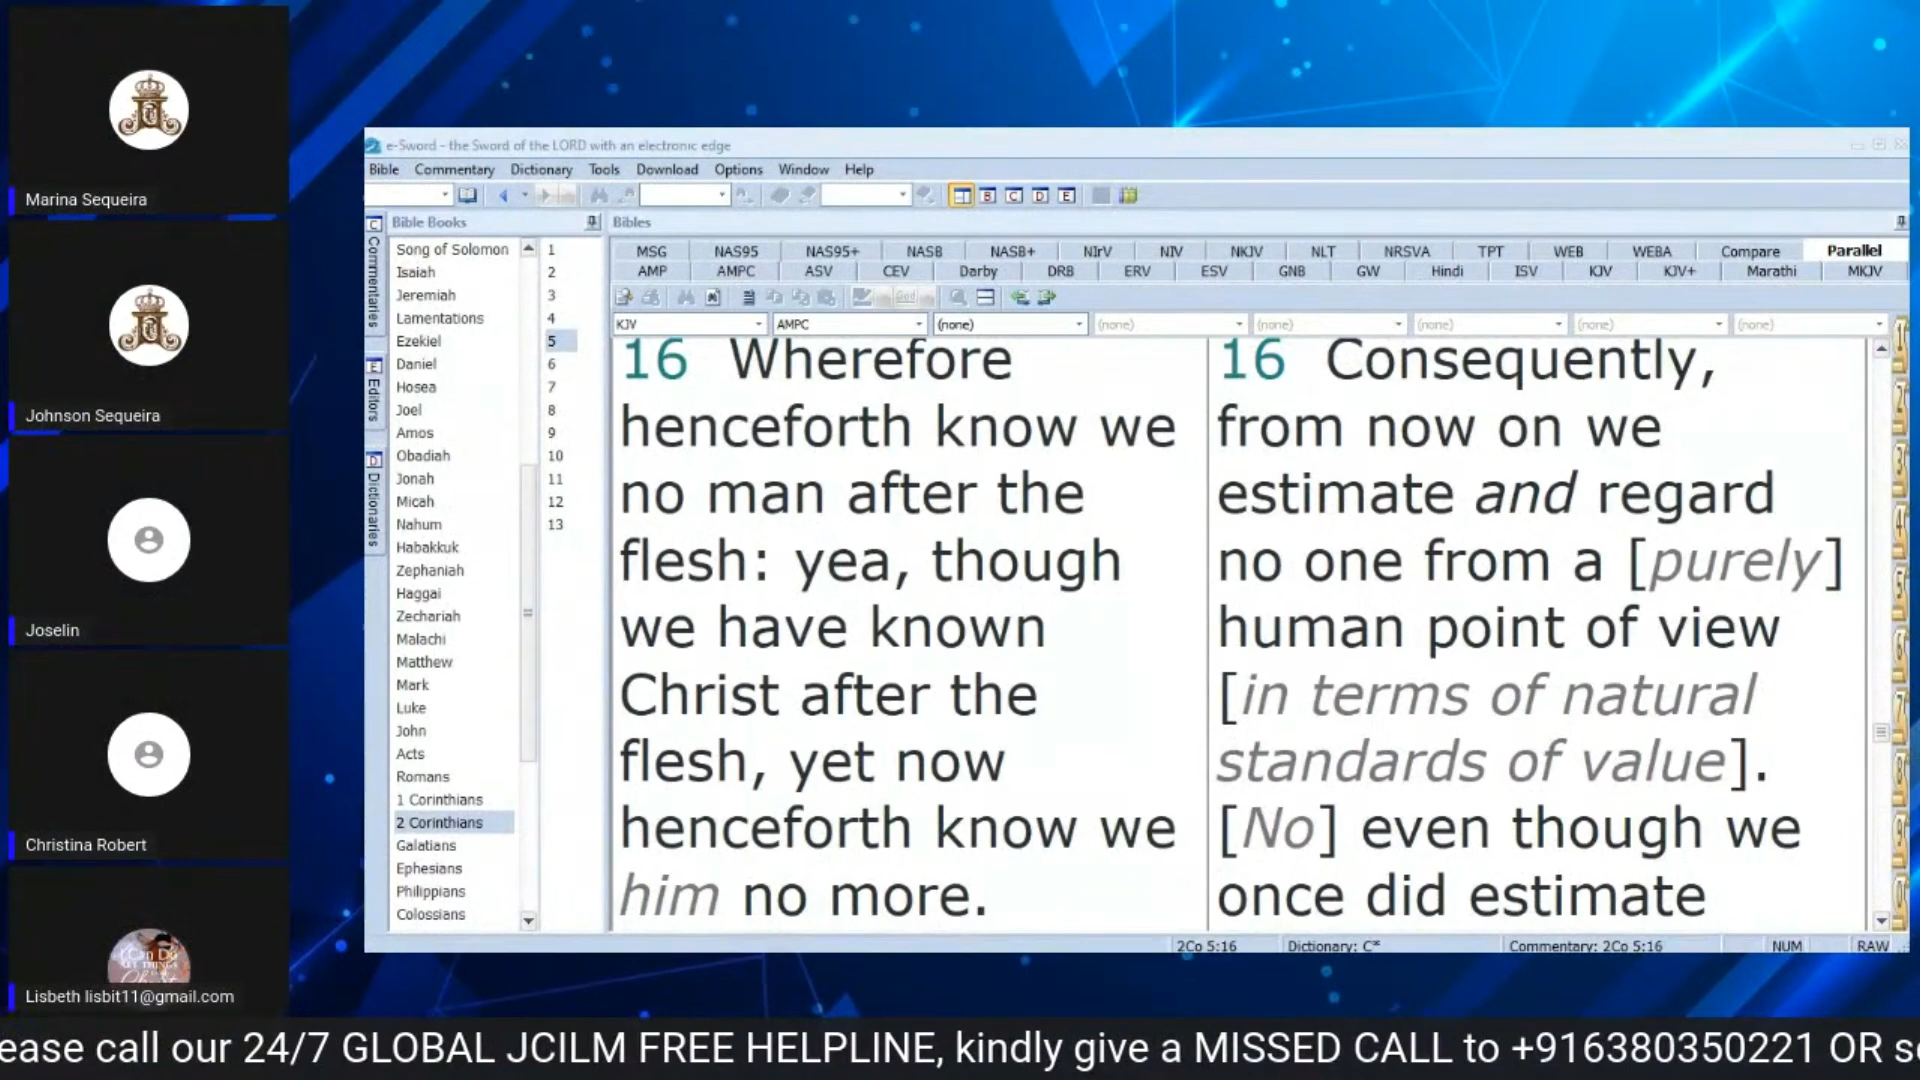 Marina Sequeira
Johnson Sequeira
Joselin
Christina Robert
Lisbeth lisbit11@gmail.com
e-Sword - the Sword of the LORD with an electronic edge
Bible Commentary Dictionary Tools Download Options Window Help
B C D E
C Commentaries
E Editors
D Dictionaries
Bible Books
Song of Solomon
Isaiah
Jeremiah
Lamentations
Ezekiel
Daniel
Hosea
Joel
Amos
Obadiah
Jonah
Micah
Nahum
Habakkuk
Zephaniah
Haggai
Zechariah
Malachi
Matthew
Mark
Luke
John
Acts
Romans
1 Corinthians
2 Corinthians
Galatians
Ephesians
Philippians
Colossians
1
2
3
4
5
6
7
8
9
10
11
12
13
Bibles
MSG NAS95 NAS95+ NASB NASB+ NIrV NIV NKJV NLT NRSVA TPT WEB WEBA Compare Parallel
AMP AMPC ASV CEV Darby DRB ERV ESV GNB GW Hindi ISV KJV KJV+ Marathi MKJV
KJV AMPC (none) (none) (none) (none) (none) (none)
16 Wherefore
henceforth know we
no man after the
flesh: yea, though
we have known
Christ after the
flesh, yet now
henceforth know we
him no more.
16 Consequently,
from now on we
estimate and regard
no one from a [purely]
human point of view
[in terms of natural
standards of value].
[No] even though we
once did estimate
2Co 5:16 Dictionary: C* Commentary: 2Co 5:16 NUM RAW
ease call our 24/7 GLOBAL JCILM FREE HELPLINE, kindly give a MISSED CALL to +916380350221 OR se